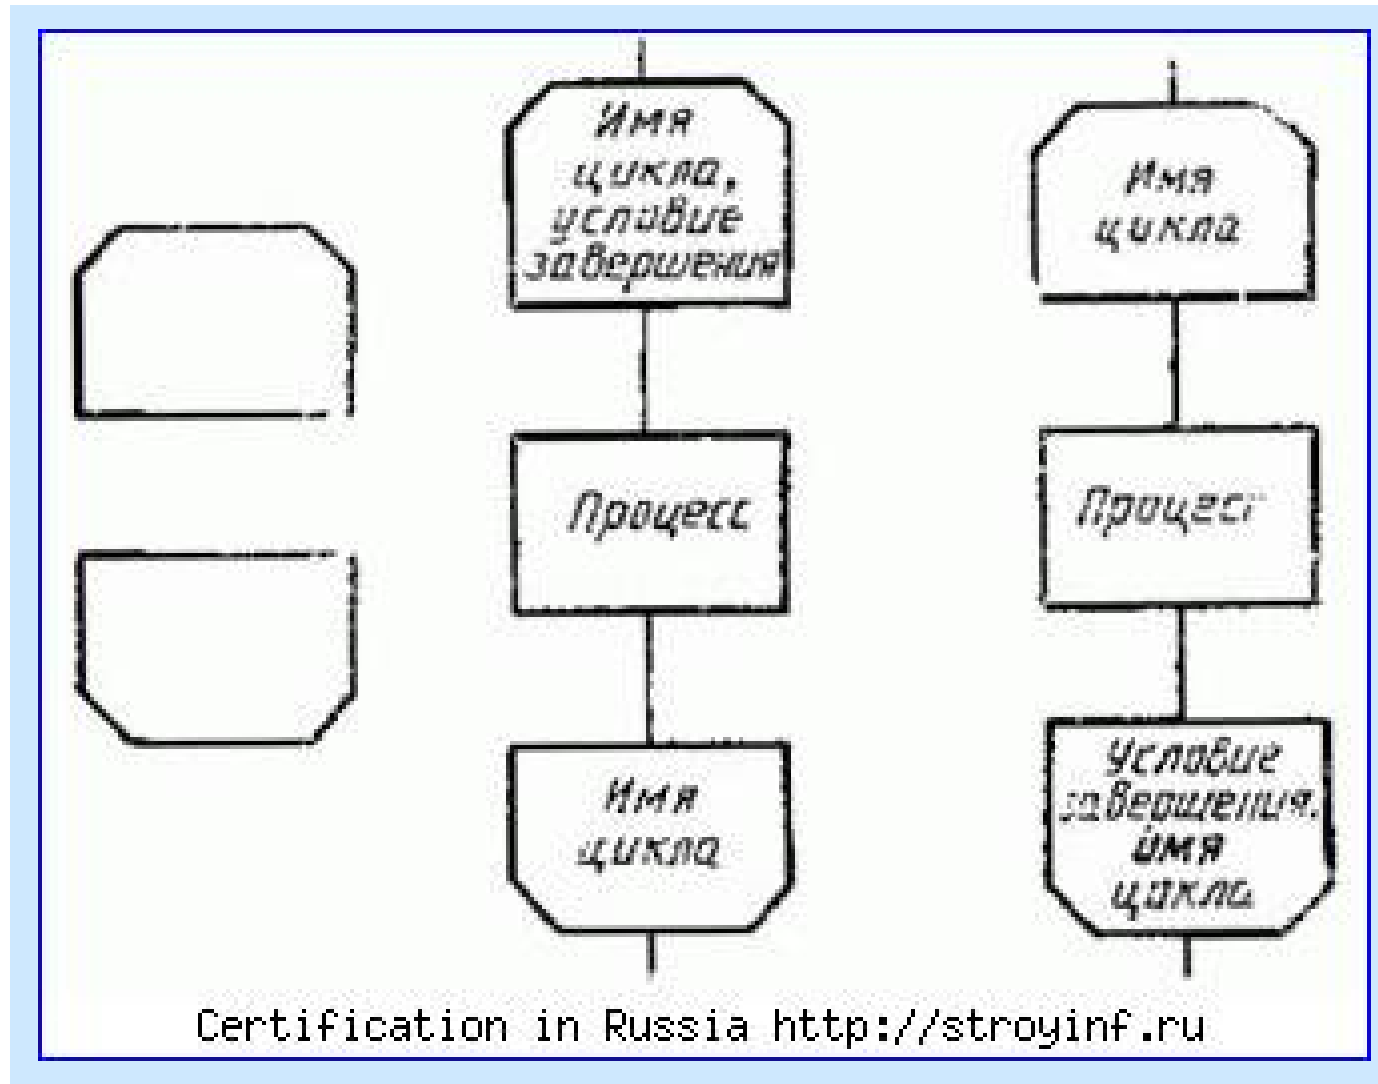 Имя
цикла,
условие
завершения
Процесс
Имя
цикла
Имя
цикла
Процесс
Условие
завершения.
имя
цикла
Certification in Russia http://stroyinf.ru